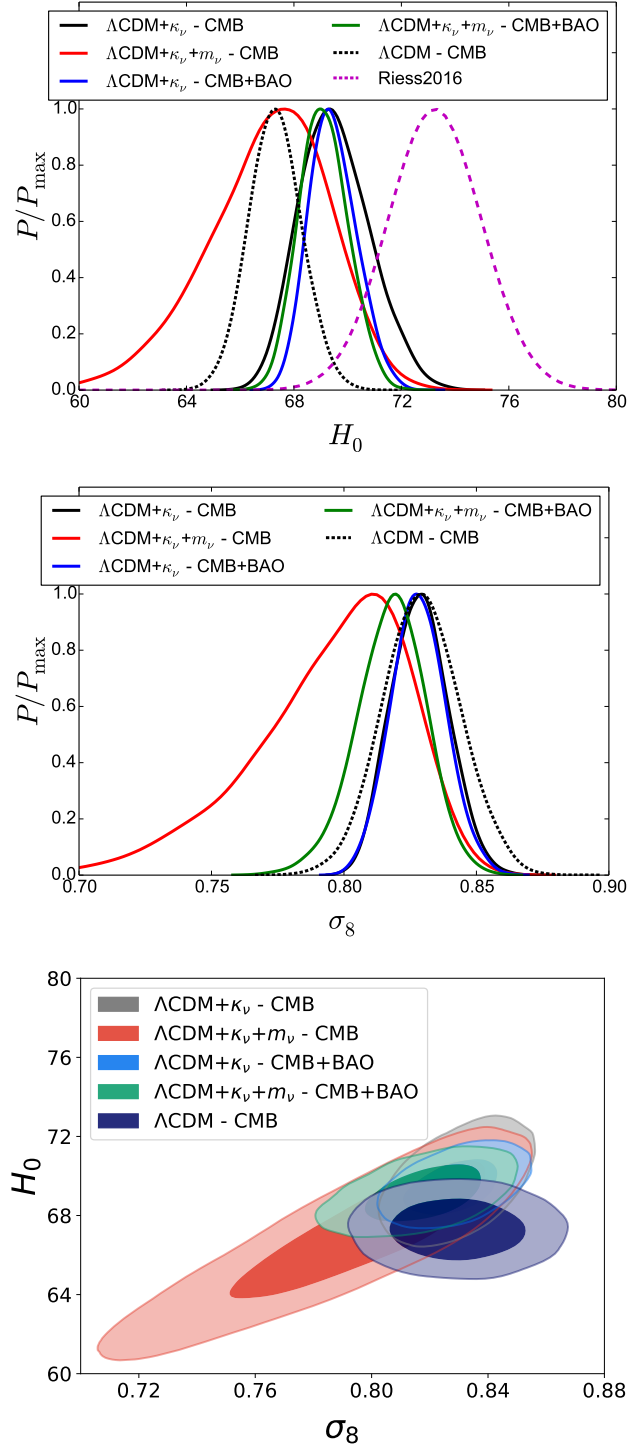 ΛCDM+κν - CMB
ΛCDM+κν+mν - CMB
ΛCDM+κν - CMB+BAO
ΛCDM+κν+mν - CMB+BAO
ΛCDM - CMB
Riess2016
1.0
0.8
0.6
0.4
0.2
0.0
P/Pmax
60 64 68 72 76 80
H0
ΛCDM+κν - CMB
ΛCDM+κν+mν - CMB
ΛCDM+κν - CMB+BAO
ΛCDM+κν+mν - CMB+BAO
ΛCDM - CMB
1.0
0.8
0.6
0.4
0.2
0.0
P/Pmax
0.70 0.75 0.80 0.85 0.90
σ8
80
76
72
68
64
60
H0
ΛCDM+κν - CMB
ΛCDM+κν+mν - CMB
ΛCDM+κν - CMB+BAO
ΛCDM+κν+mν - CMB+BAO
ΛCDM - CMB
0.72 0.76 0.80 0.84 0.88
σ8